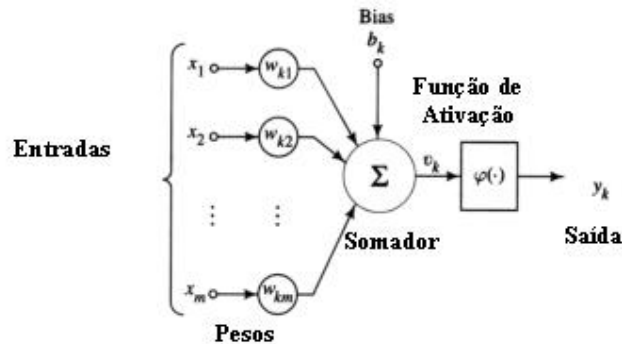 Bias
b_k
x_1 w_k1
Função de
Ativação
Entradas
x_2 w_k2
Σ
v_k
φ(·)
y_k
Somador
Saída
x_m w_km
Pesos